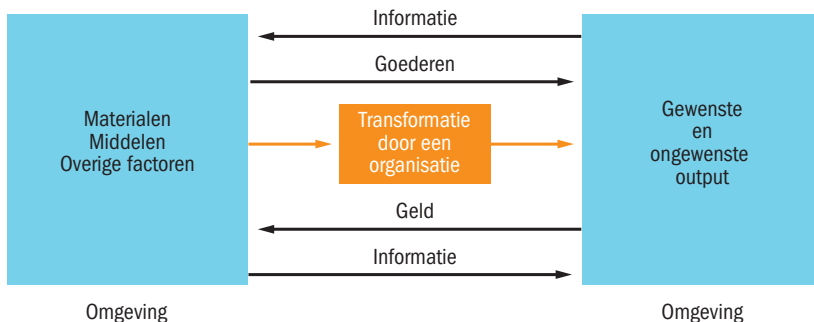 Informatie
Goederen
Materialen
Middelen
Overige factoren
Transformatie
door een
organisatie
Gewenste
en
ongewenste
output
Geld
Informatie
Omgeving
Omgeving